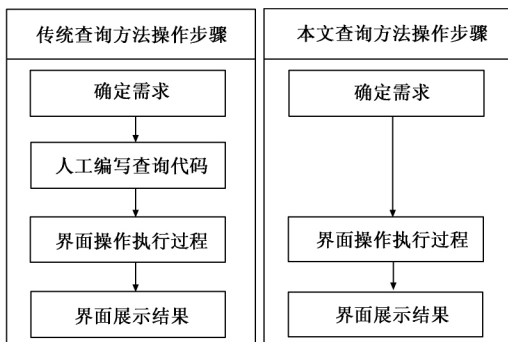 传统查询方法操作步骤
确定需求
人工编写查询代码
界面操作执行过程
界面展示结果
本文查询方法操作步骤
确定需求
界面操作执行过程
界面展示结果